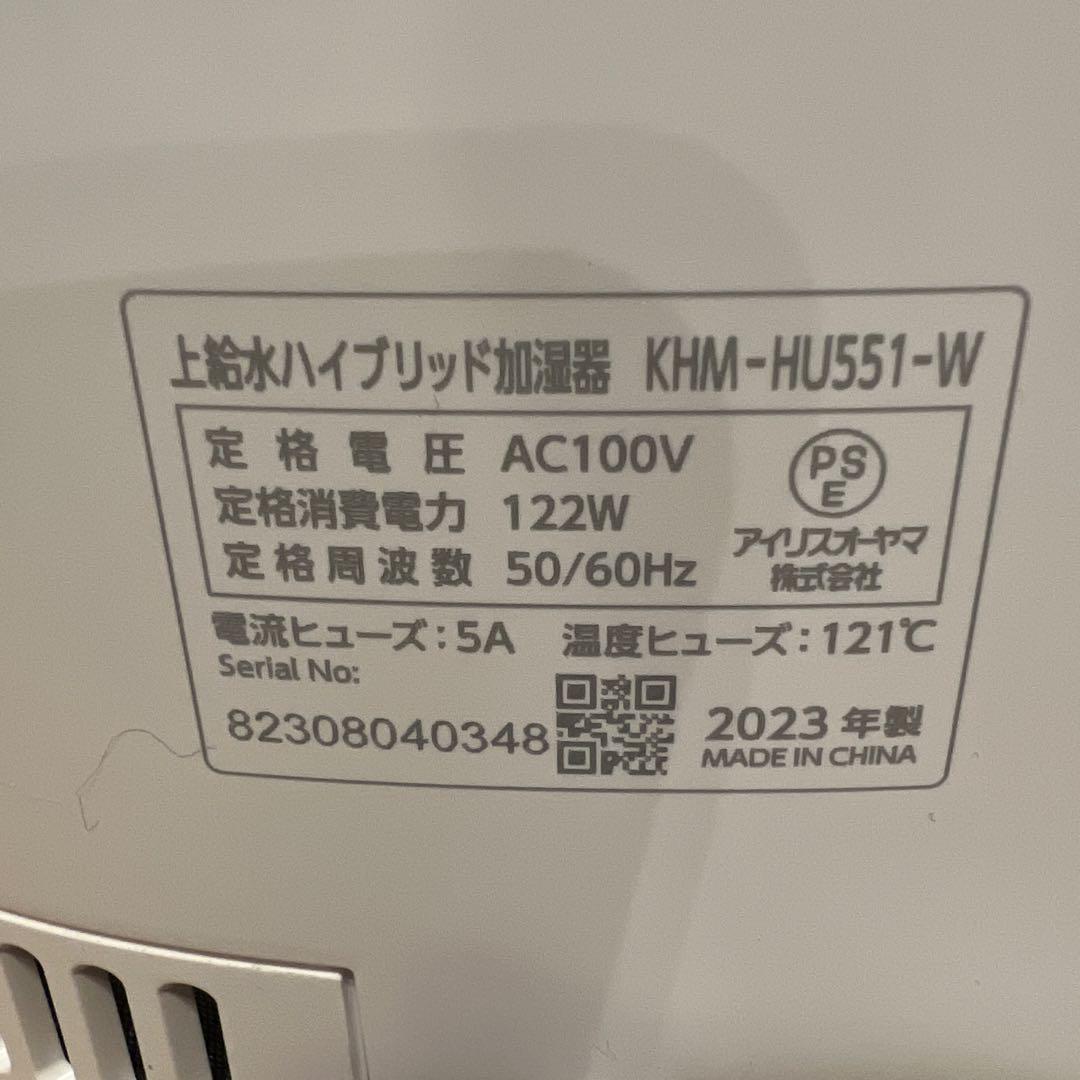 上給水ハイブリッド加湿器 KHM-HU551-W
定格電圧 AC100V
定格消費電力 122W
定格周波数 50/60Hz
PS
E
アイリスオーヤマ
株式会社
電流ヒューズ:5A 温度ヒューズ:121℃
Serial No:
82308040348
2023年製
MADE IN CHINA